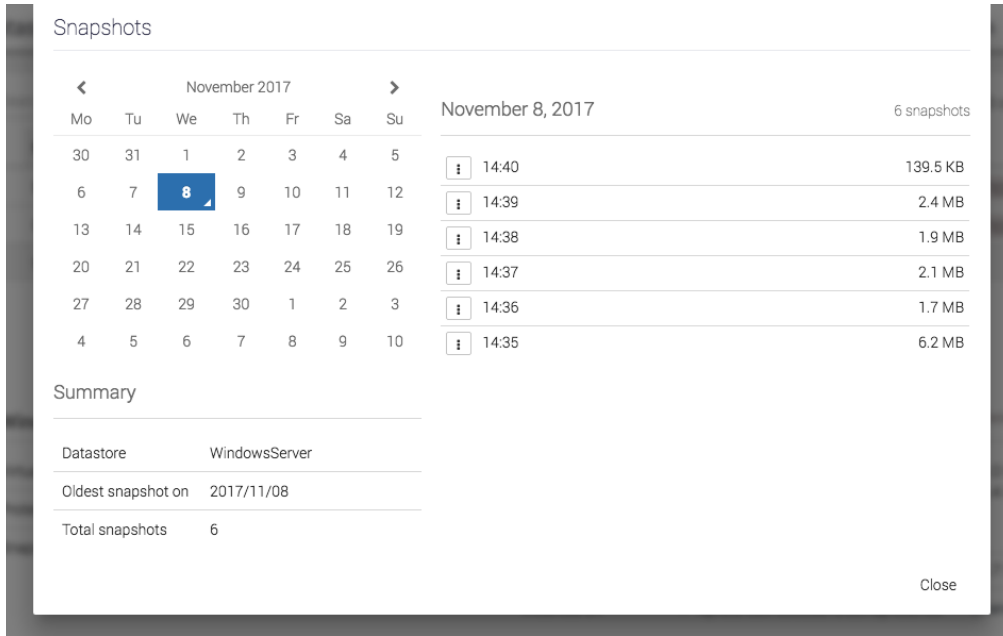 Snapshots
November 2017
Mo Tu We Th Fr Sa Su
30 31 1 2 3 4 5
6 7 8 9 10 11 12
13 14 15 16 17 18 19
20 21 22 23 24 25 26
27 28 29 30 1 2 3
4 5 6 7 8 9 10
November 8, 2017 6 snapshots
14:40 139.5 KB
14:39 2.4 MB
14:38 1.9 MB
14:37 2.1 MB
14:36 1.7 MB
14:35 6.2 MB
Summary
Datastore WindowsServer
Oldest snapshot on 2017/11/08
Total snapshots 6
Close